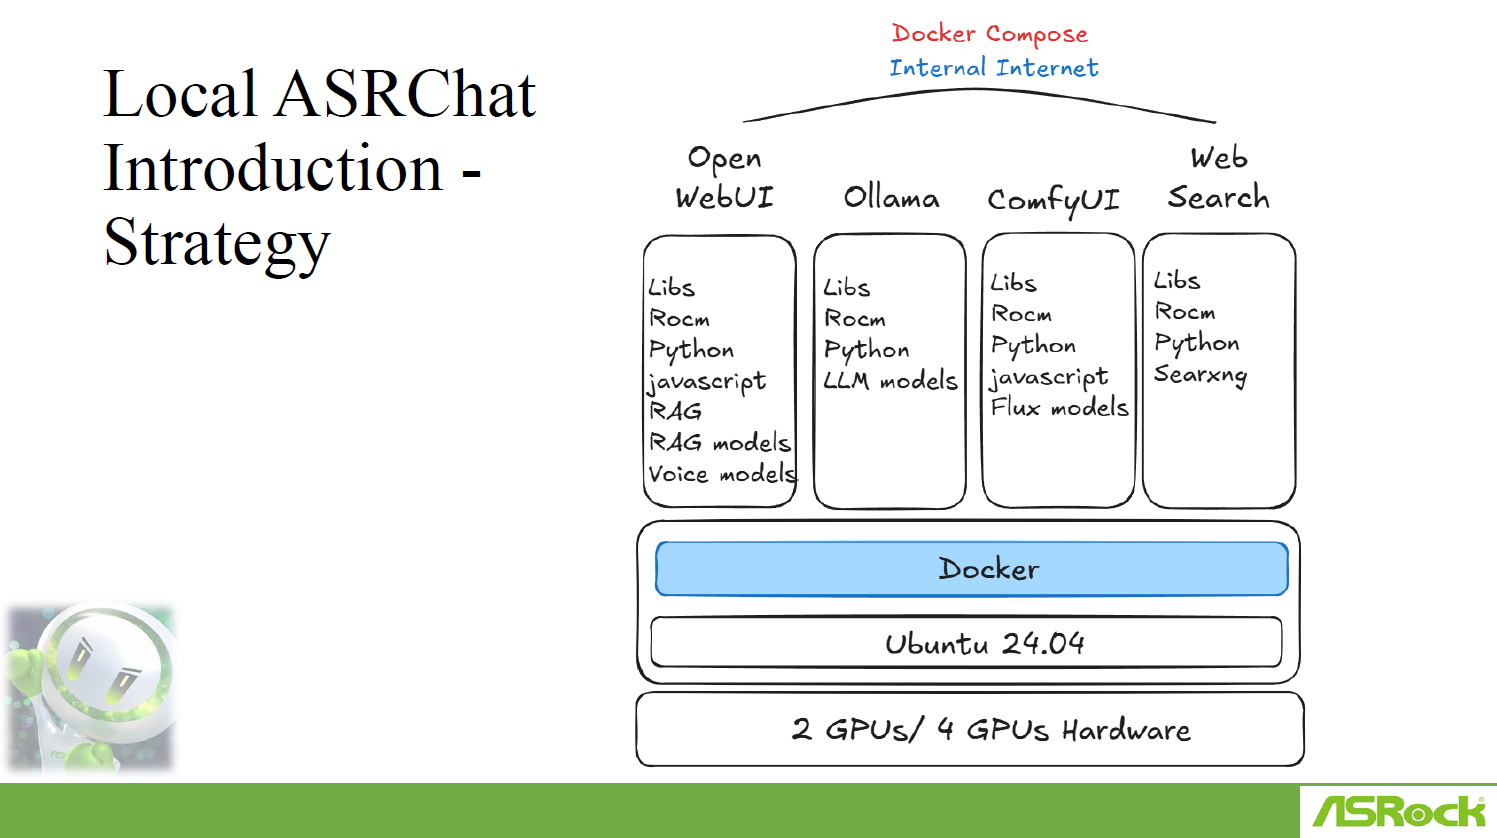 Local ASRChat
Introduction -
Strategy
Docker Compose
Internal Internet
Open
WebUI
Libs
Rocm
Python
javascript
RAG
RAG models
Voice models
Ollama
Libs
Rocm
Python
LLM models
ComfyUI
Libs
Rocm
Python
javascript
Flux models
Web
Search
Libs
Rocm
Python
Searxng
Docker
Ubuntu 24.04
2 GPUs/ 4 GPUs Hardware
ASRock